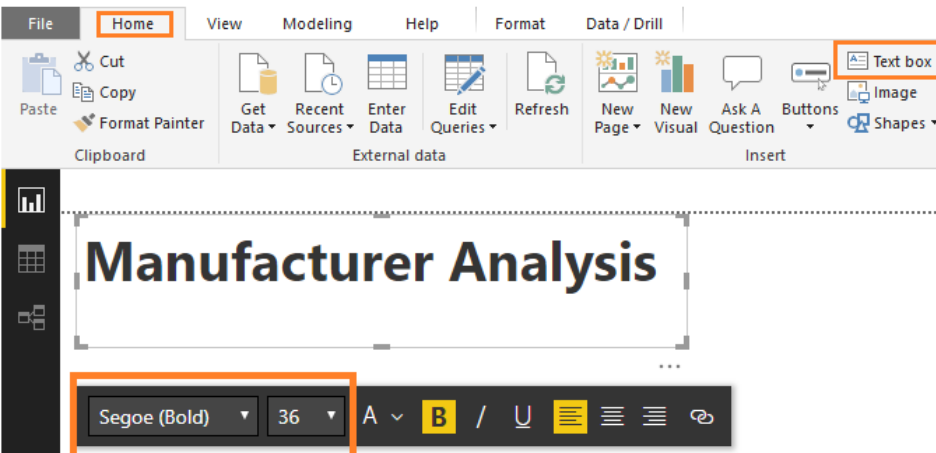 File Home View Modeling Help Format Data / Drill
Cut
Copy
Format Painter
Paste
Clipboard
Get Data
Recent Sources
Enter Data
Edit Queries
Refresh
External data
New Page
New Visual
Ask A Question
Buttons
Text box
Image
Shapes
Insert
Manufacturer Analysis
Segoe (Bold) 36 A B / U